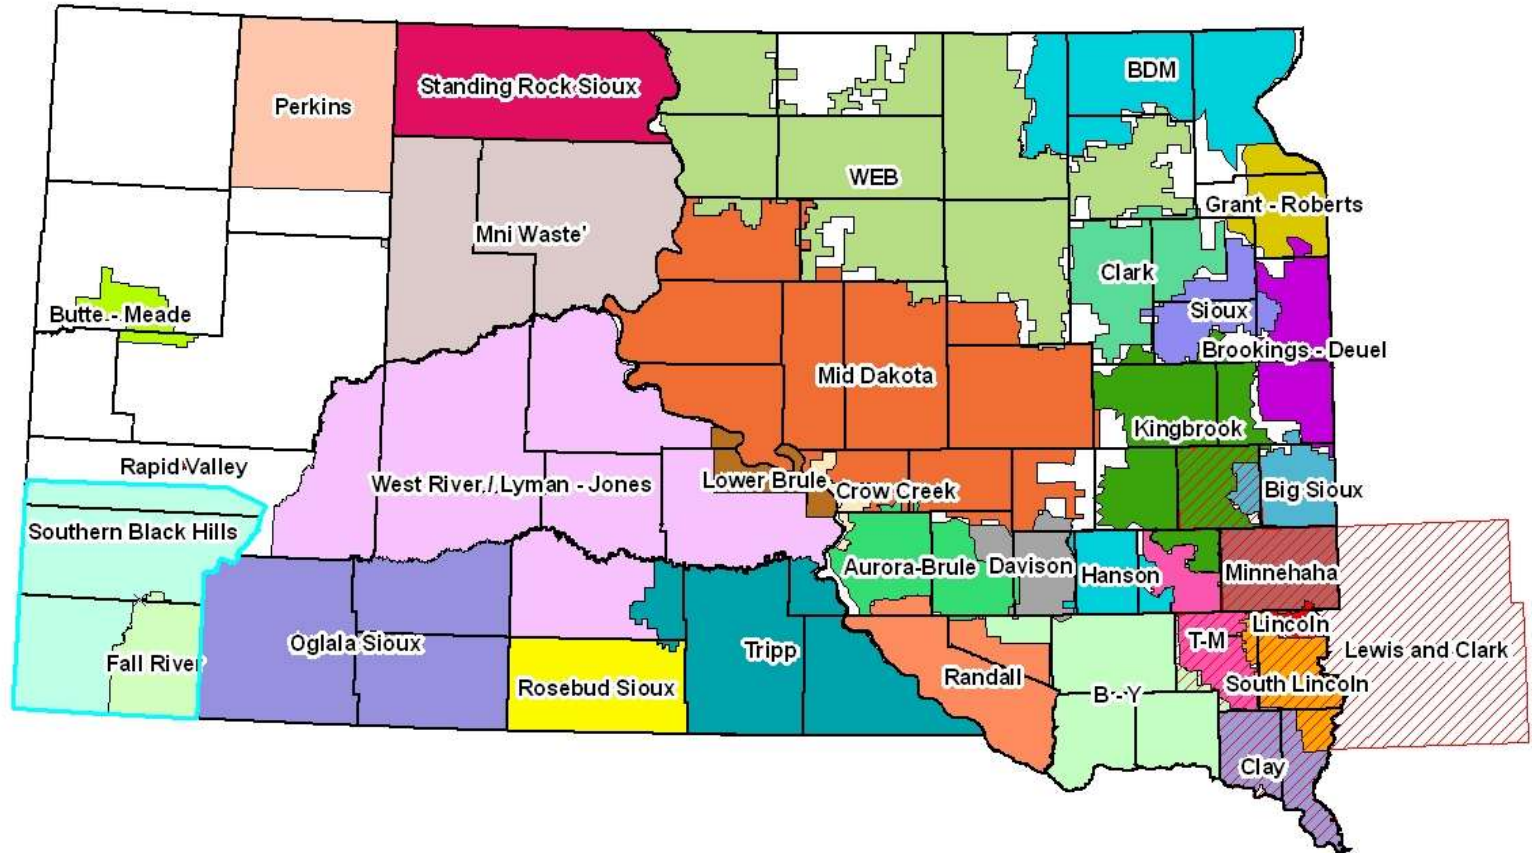 BDM
Standing Rock Sioux
Perkins
WEB
Grant - Roberts
Mni Waste'
Clark
Butte - Meade
Sioux
Brookings - Deuel
Mid Dakota
Kingbrook
Rapid Valley
West River / Lyman - Jones
Lower Brule
Crow Creek
Big Sioux
Southern Black Hills
Aurora-Brule
Davison
Hanson
Minnehaha
Lincoln
Oglala Sioux
T-M
Tripp
Lewis and Clark
Fall River
Randall
South Lincoln
Rosebud Sioux
B - Y
Clay